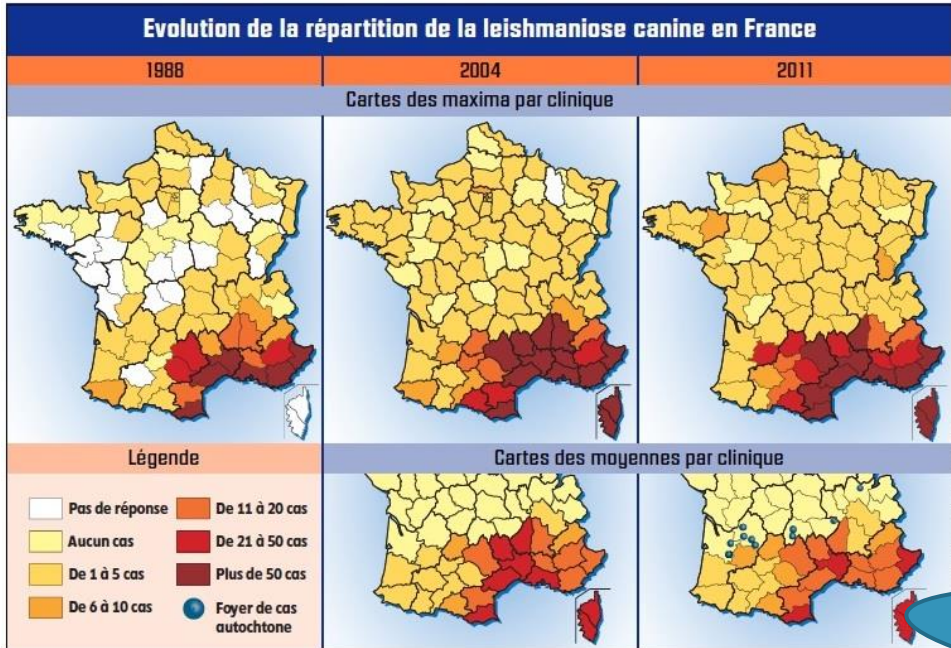 Evolution de la répartition de la leishmaniose canine en France
1988
2004
2011
Cartes des maxima par clinique
Légende
Cartes des moyennes par clinique
Pas de réponse
Aucun cas
De 1 à 5 cas
De 6 à 10 cas
De 11 à 20 cas
De 21 à 50 cas
Plus de 50 cas
Foyer de cas
autochtone